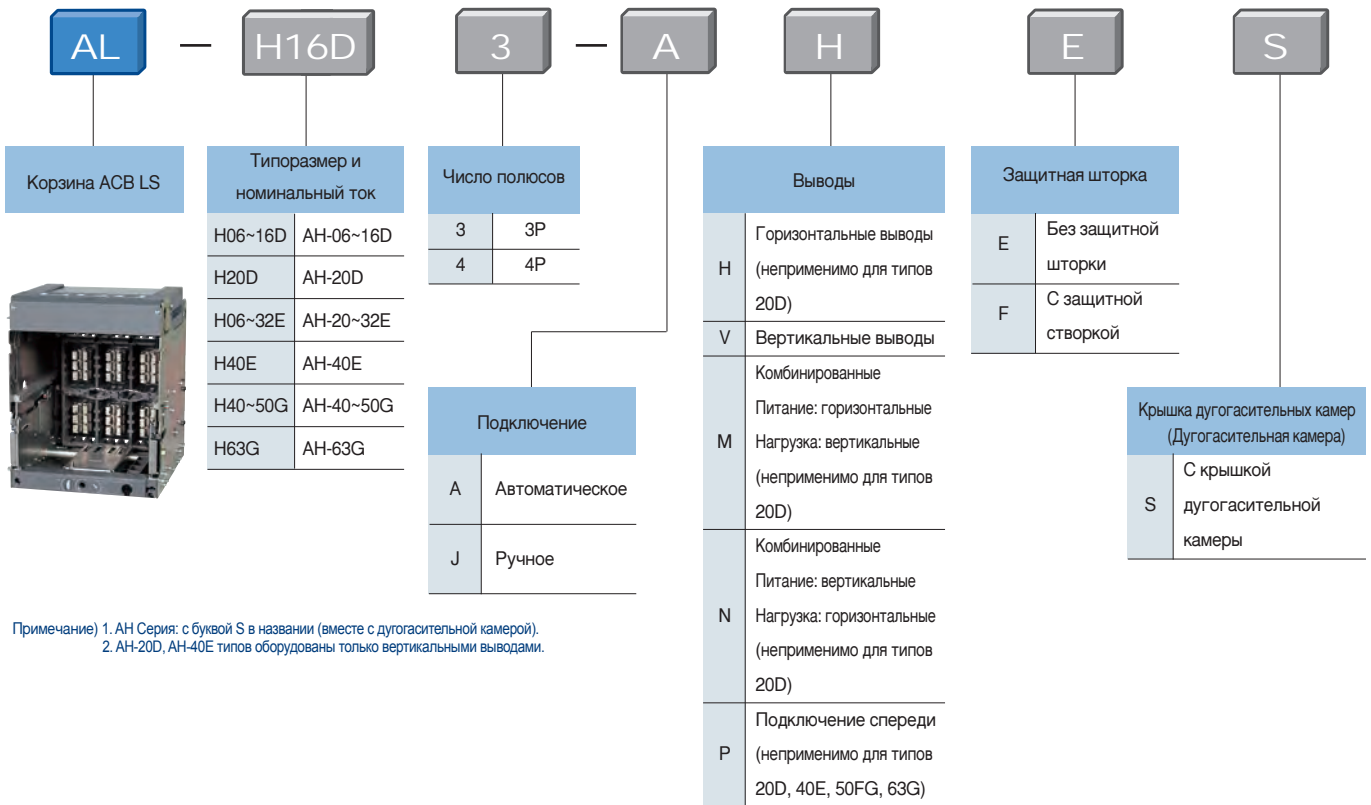 AL — H16D 3 — A H E S
Корзина ACB LS
Типоразмер и
номинальный ток
H06~16D AH-06~16D
H20D AH-20D
H06~32E AH-20~32E
H40E AH-40E
H40~50G AH-40~50G
H63G AH-63G
Число полюсов
3 3P
4 4P
Подключение
A Автоматическое
J Ручное
Выводы
H Горизонтальные выводы
(неприменимо для типов
20D)
V Вертикальные выводы
M Комбинированные
Питание: горизонтальные
Нагрузка: вертикальные
(неприменимо для типов
20D)
N Комбинированные
Питание: вертикальные
Нагрузка: горизонтальные
(неприменимо для типов
20D)
P Подключение спереди
(неприменимо для типов
20D, 40E, 50FG, 63G)
Защитная шторка
E Без защитной
шторки
F С защитной
створкой
Крышка дугогасительных камер
(Дугогасительная камера)
S С крышкой
дугогасительной
камеры
Примечание) 1. AH Серия: с буквой S в названии (вместе с дугогасительной камерой).
2. AH-20D, AH-40E типов оборудованы только вертикальными выводами.